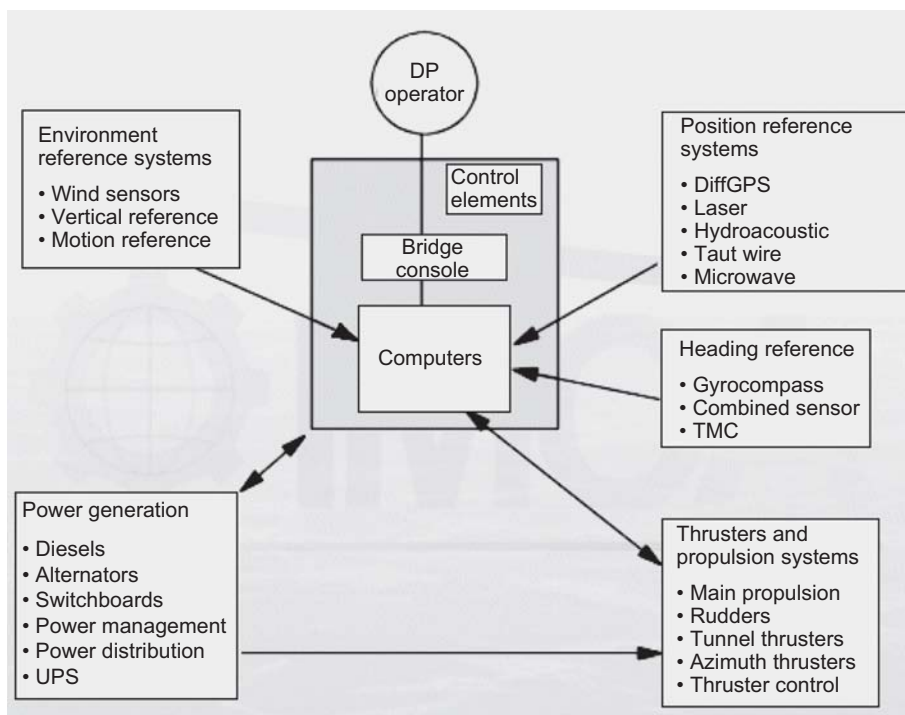 DP
operator
Environment
reference systems
• Wind sensors
• Vertical reference
• Motion reference
Control
elements
Bridge
console
Computers
Position reference
systems
• DiffGPS
• Laser
• Hydroacoustic
• Taut wire
• Microwave
Heading reference
• Gyrocompass
• Combined sensor
• TMC
Power generation
• Diesels
• Alternators
• Switchboards
• Power management
• Power distribution
• UPS
Thrusters and
propulsion systems
• Main propulsion
• Rudders
• Tunnel thrusters
• Azimuth thrusters
• Thruster control